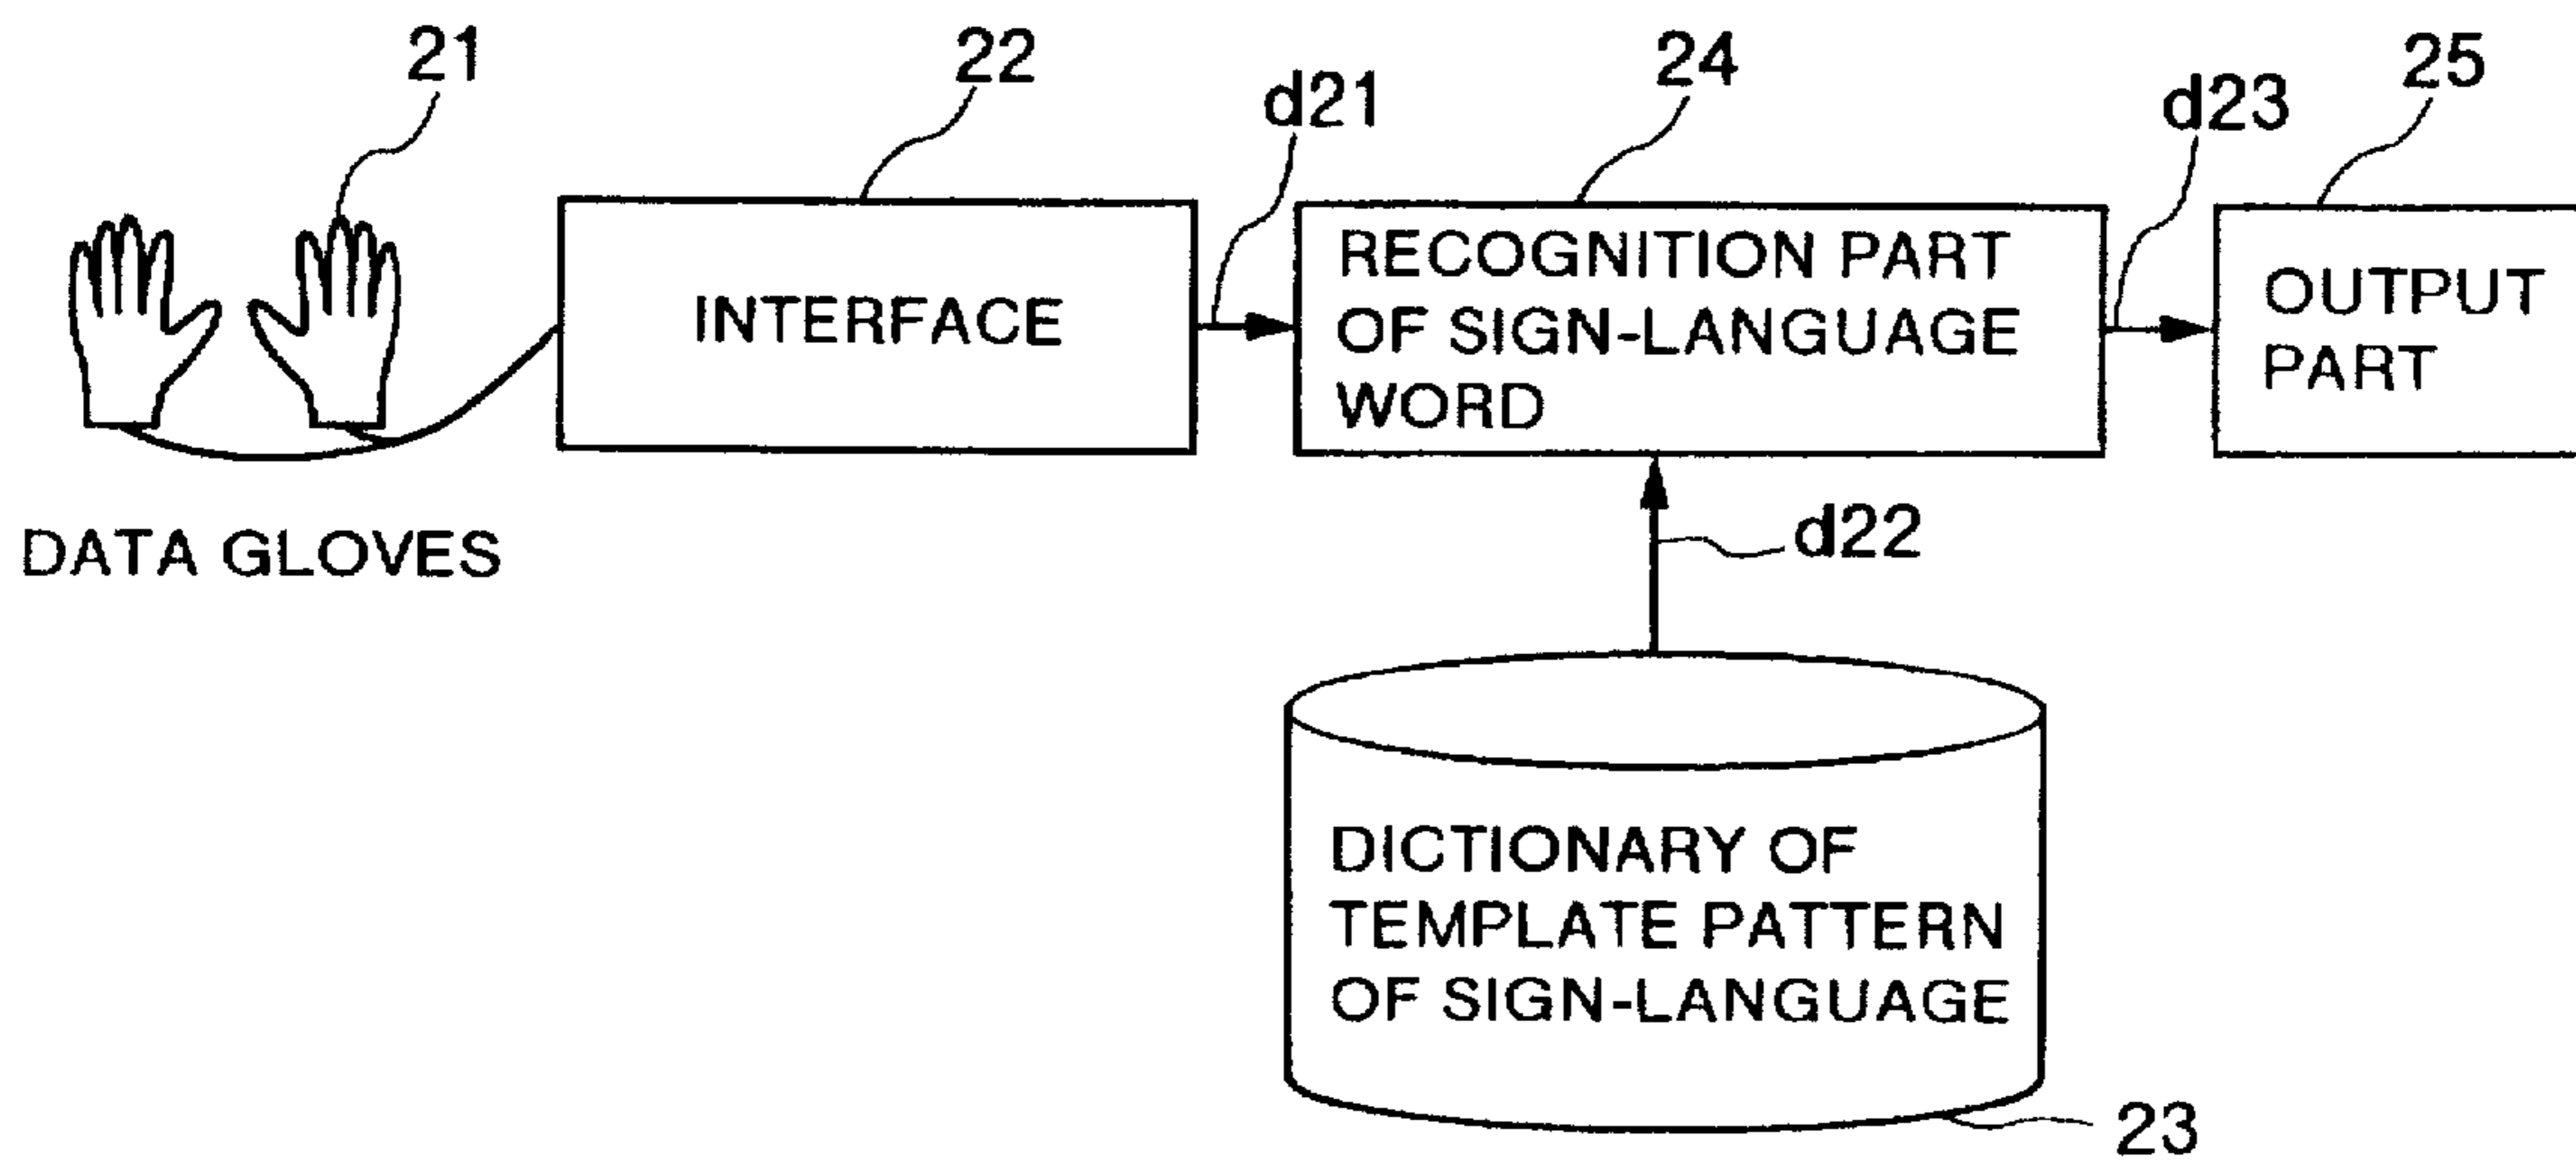 21
22
d21
24
d23
25
INTERFACE
RECOGNITION PART
OF SIGN-LANGUAGE
WORD
OUTPUT
PART
DATA GLOVES
d22
DICTIONARY OF
TEMPLATE PATTERN
OF SIGN-LANGUAGE
23